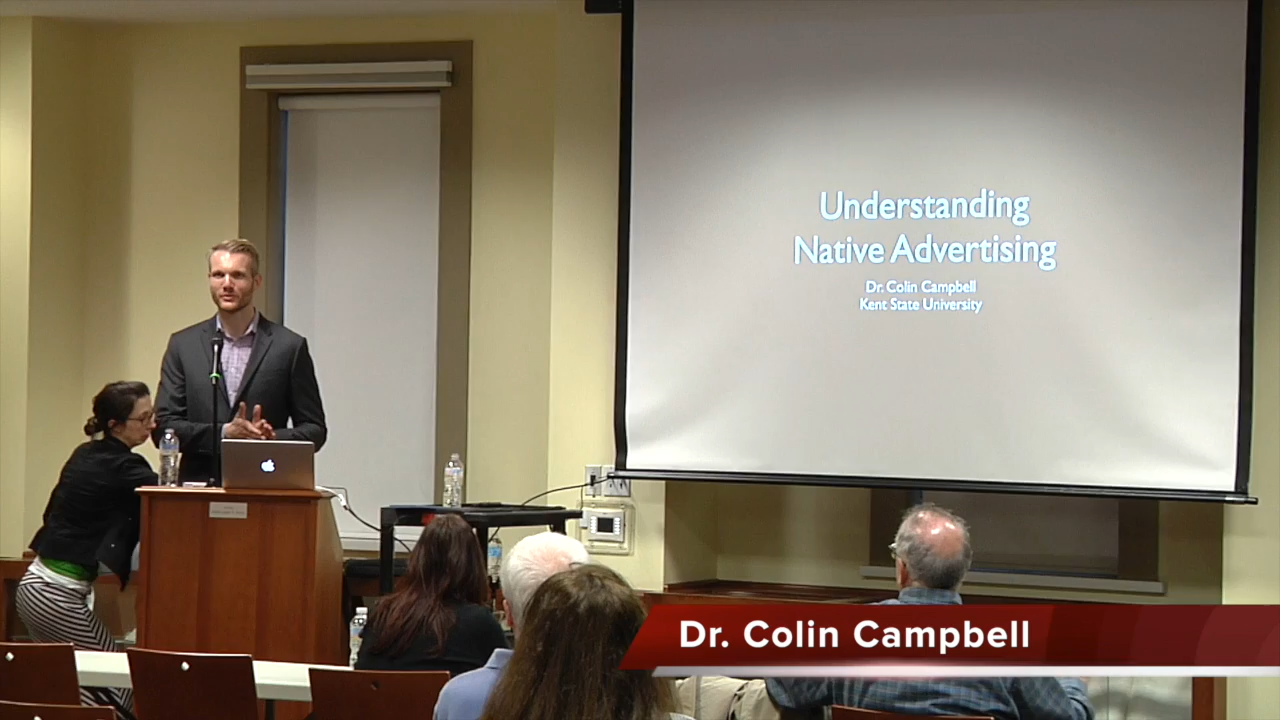 Understanding
Native Advertising
Dr. Colin Campbell
Kent State University
Dr. Colin Campbell